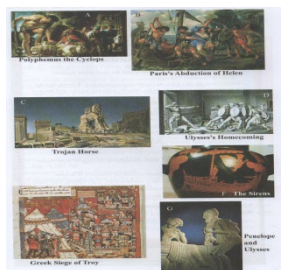 A
B
Polyphemus the Cyclops
Paris's Abduction of Helen
C
D
Trojan Horse
Ulysses's Homecoming
F The Sirens
E
G
Penelope
and
Ulysses
Greek Siege of Troy